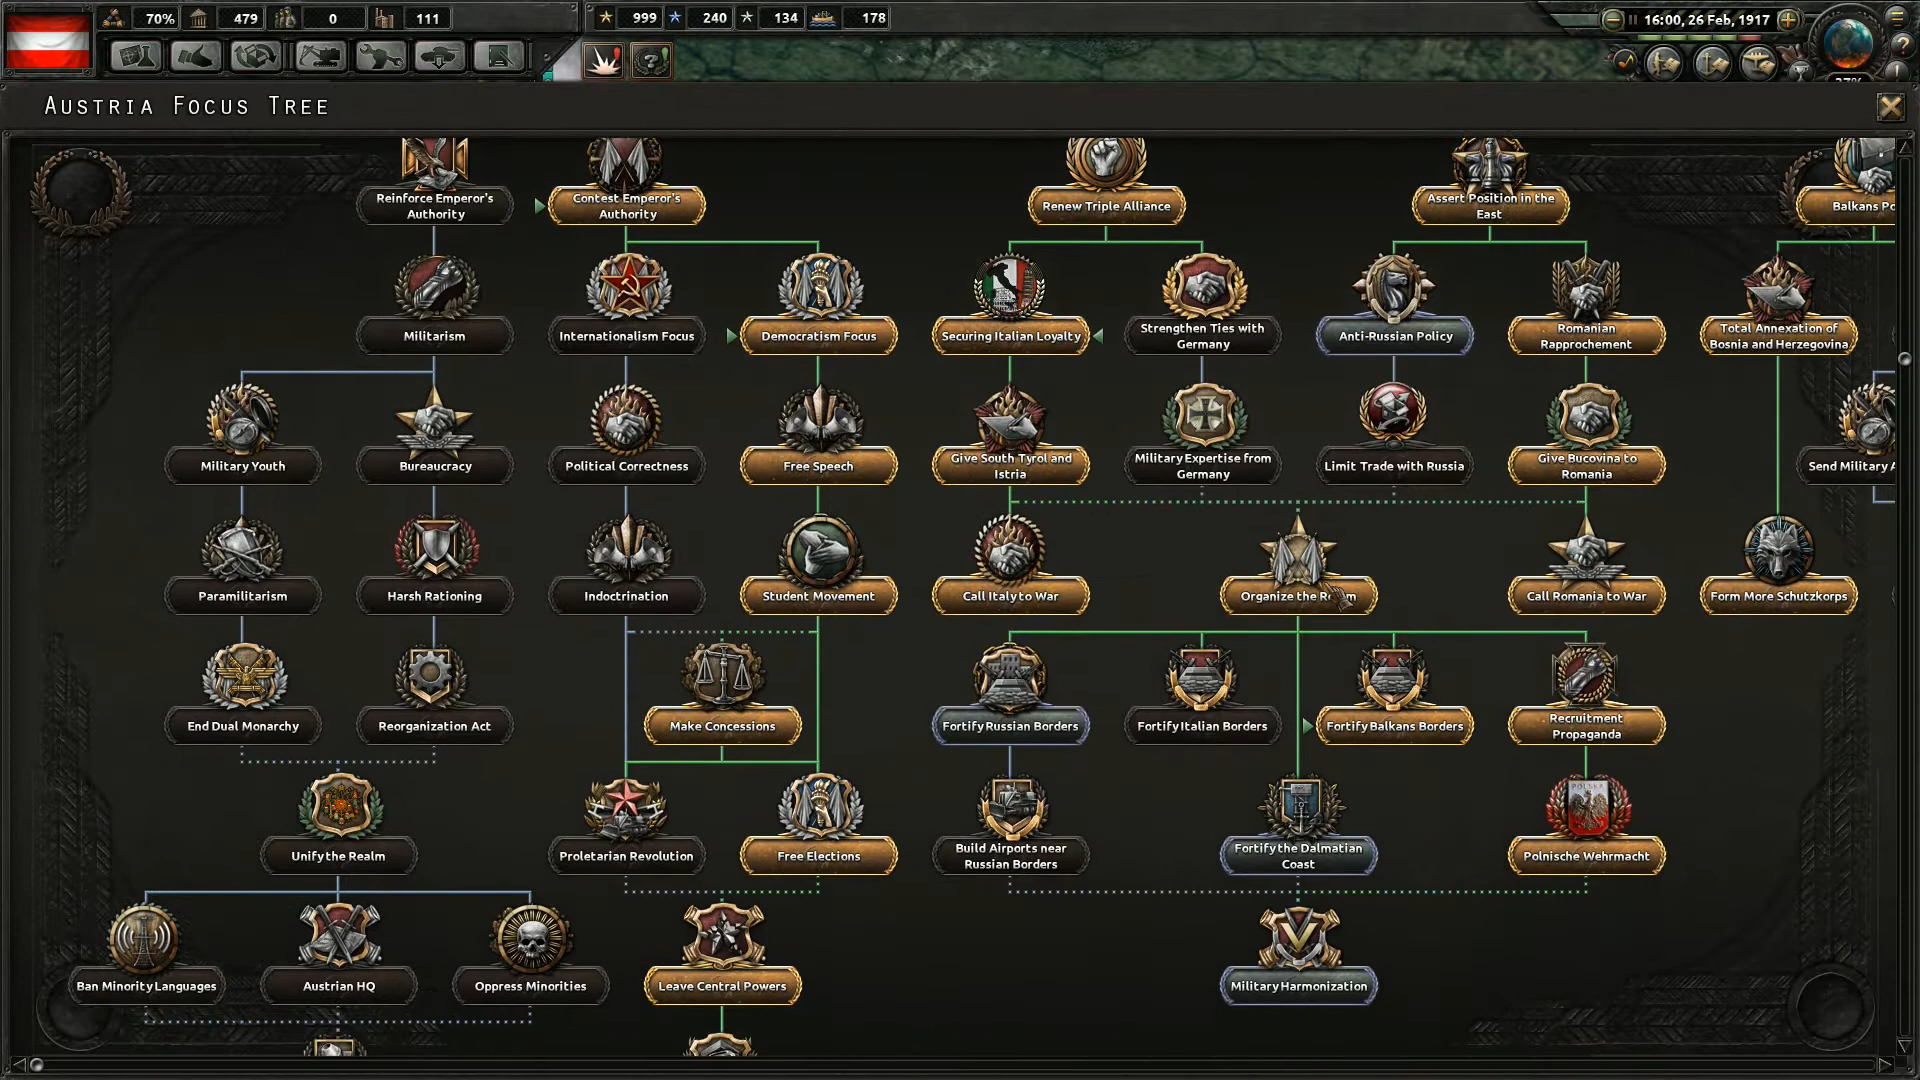 70%
479
0
111
999
240
134
178
16:00, 26 Feb, 1917
Austria Focus Tree
Reinforce Emperor's
Authority
Contest Emperor's
Authority
Renew Triple Alliance
Assert Position in the
East
Militarism
Internationalism Focus
Democratism Focus
Securing Italian Loyalty
Strengthen Ties with
Germany
Anti-Russian Policy
Romanian
Rapprochement
Total Annexation of
Bosnia and Herzegovina
Military Youth
Bureaucracy
Political Correctness
Free Speech
Give South Tyrol and
Istria
Military Expertise from
Germany
Limit Trade with Russia
Give Bucovina to
Romania
Send Military
Paramilitarism
Harsh Rationing
Indoctrination
Student Movement
Call Italy to War
Organize the
Call Romania to War
Form More Schutzkorps
End Dual Monarchy
Reorganization Act
Make Concessions
Fortify Russian Borders
Fortify Italian Borders
Fortify Balkans Borders
Recruitment
Propaganda
POLSKA
Unify the Realm
Proletarian Revolution
Free Elections
Build Airports near
Russian Borders
Fortify the Dalmatian
Coast
Polnische Wehrmacht
Ban Minority Languages
Austrian HQ
Oppress Minorities
Leave Central Powers
Military Harmonization